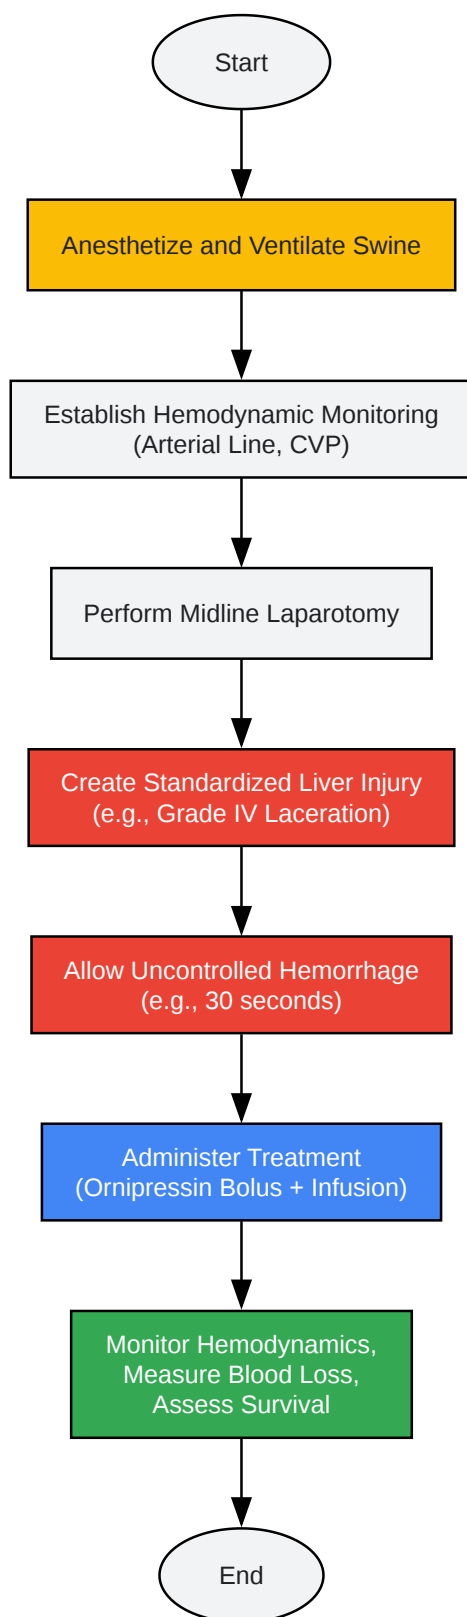 Start
Anesthetize and Ventilate Swine
Establish Hemodynamic Monitoring
(Arterial Line, CVP)
Perform Midline Laparotomy
Create Standardized Liver Injury
(e.g., Grade IV Laceration)
Allow Uncontrolled Hemorrhage
(e.g., 30 seconds)
Administer Treatment
(Ornipressin Bolus + Infusion)
Monitor Hemodynamics,
Measure Blood Loss,
Assess Survival
End